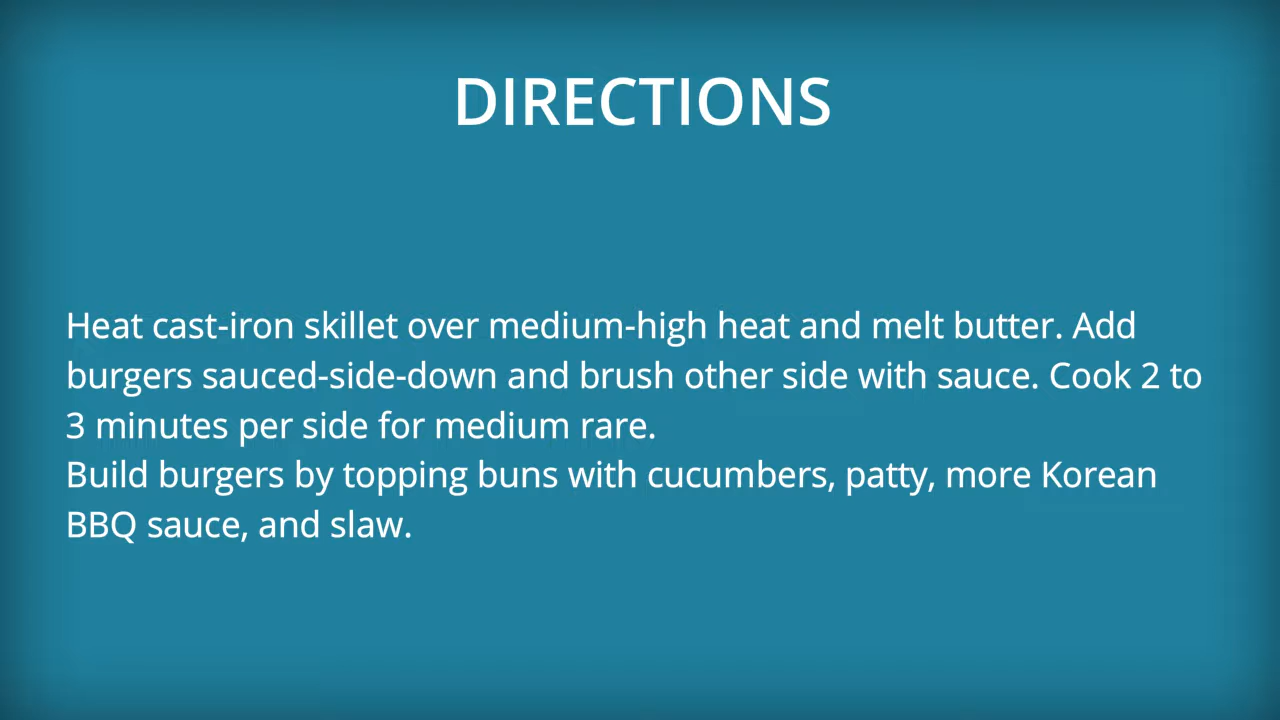 DIRECTIONS
Heat cast-iron skillet over medium-high heat and melt butter. Add
burgers sauced-side-down and brush other side with sauce. Cook 2 to
3 minutes per side for medium rare.
Build burgers by topping buns with cucumbers, patty, more Korean
BBQ sauce, and slaw.